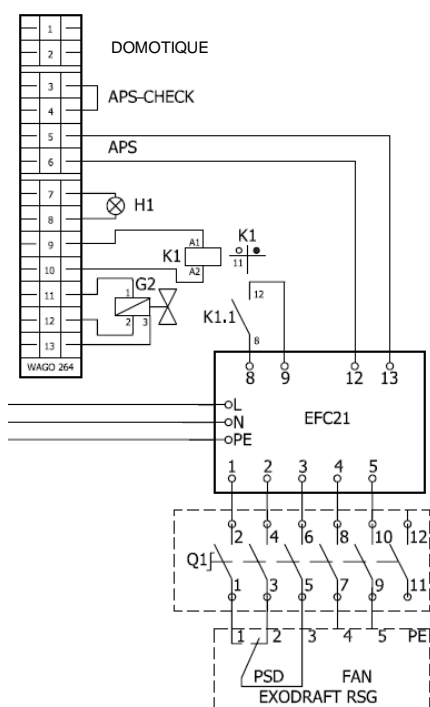 1
2
DOMOTIQUE
3
4
APS-CHECK
5
6
APS
7
8
H1
9
10
K1
A1
A2
K1
11
11
12
13
G2
1
2 3
WAGO 264
K1.1
12
8
8 9 12 13
EFC21
L
N
PE
1 2 3 4 5
2 4 6 8 10 12
Q1
1 3 5 7 9 11
1 2 3 4 5 PE
PSD FAN
EXODRAFT RSG